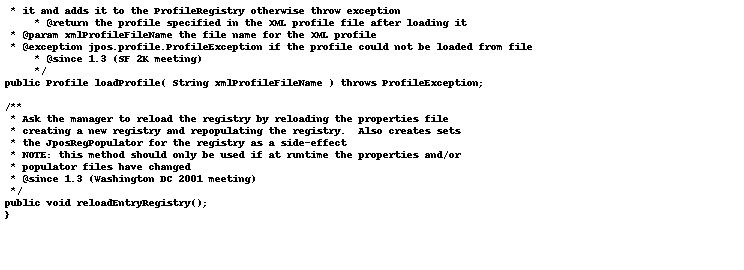 * it and adds it to the ProfileRegistry otherwise throw exception
* @return the profile specified in the XML profile file after loading it
* @param xmlProfileFileName the file name for the XML profile
* @exception jpos.profile.ProfileException if the profile could not be loaded from file
* @since 1.3 (SF 2K meeting)
*/
public Profile loadProfile( String xmlProfileFileName ) throws ProfileException;
/**
* Ask the manager to reload the registry by reloading the properties file
* creating a new registry and repopulating the registry.  Also creates sets
* the JposRegPopulator for the registry as a side-effect
* NOTE: this method should only be used if at runtime the properties and/or
* populator files have changed
* @since 1.3 (Washington DC 2001 meeting)
*/
public void reloadEntryRegistry();
}